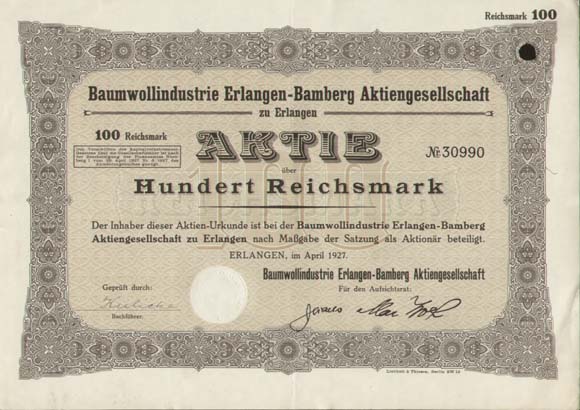 Reichsmark 100
Baumwollindustrie Erlangen-Bamberg Aktiengesellschaft
zu Erlangen
100 Reichsmark
AKTIE
№ 30990
über
Hundert Reichsmark
Der Inhaber dieser Aktien-Urkunde ist bei der Baumwollindustrie Erlangen-Bamberg
Aktiengesellschaft zu Erlangen nach Maßgabe der Satzung als Aktionär beteiligt.
ERLANGEN, im April 1927.
Baumwollindustrie Erlangen-Bamberg Aktiengesellschaft
Geprüft durch:
Für den Aufsichtsrat:
Buchführer.